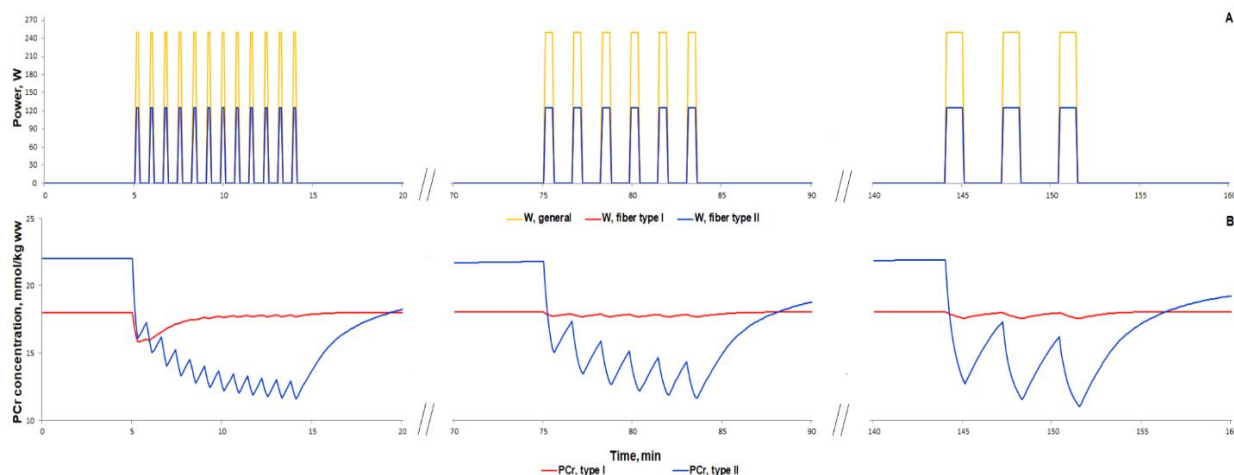 A
Power, W
270
240
210
180
150
120
90
60
30
0
0 5 10 15 20
70 75 80 85 90
140 145 150 155 160
W, general W, fiber type I W, fiber type II
B
PCr concentration, mmol/kg ww
25
20
15
10
0 5 10 15 20
70 75 80 85 90
140 145 150 155 160
Time, min
PCr, type I PCr, type II